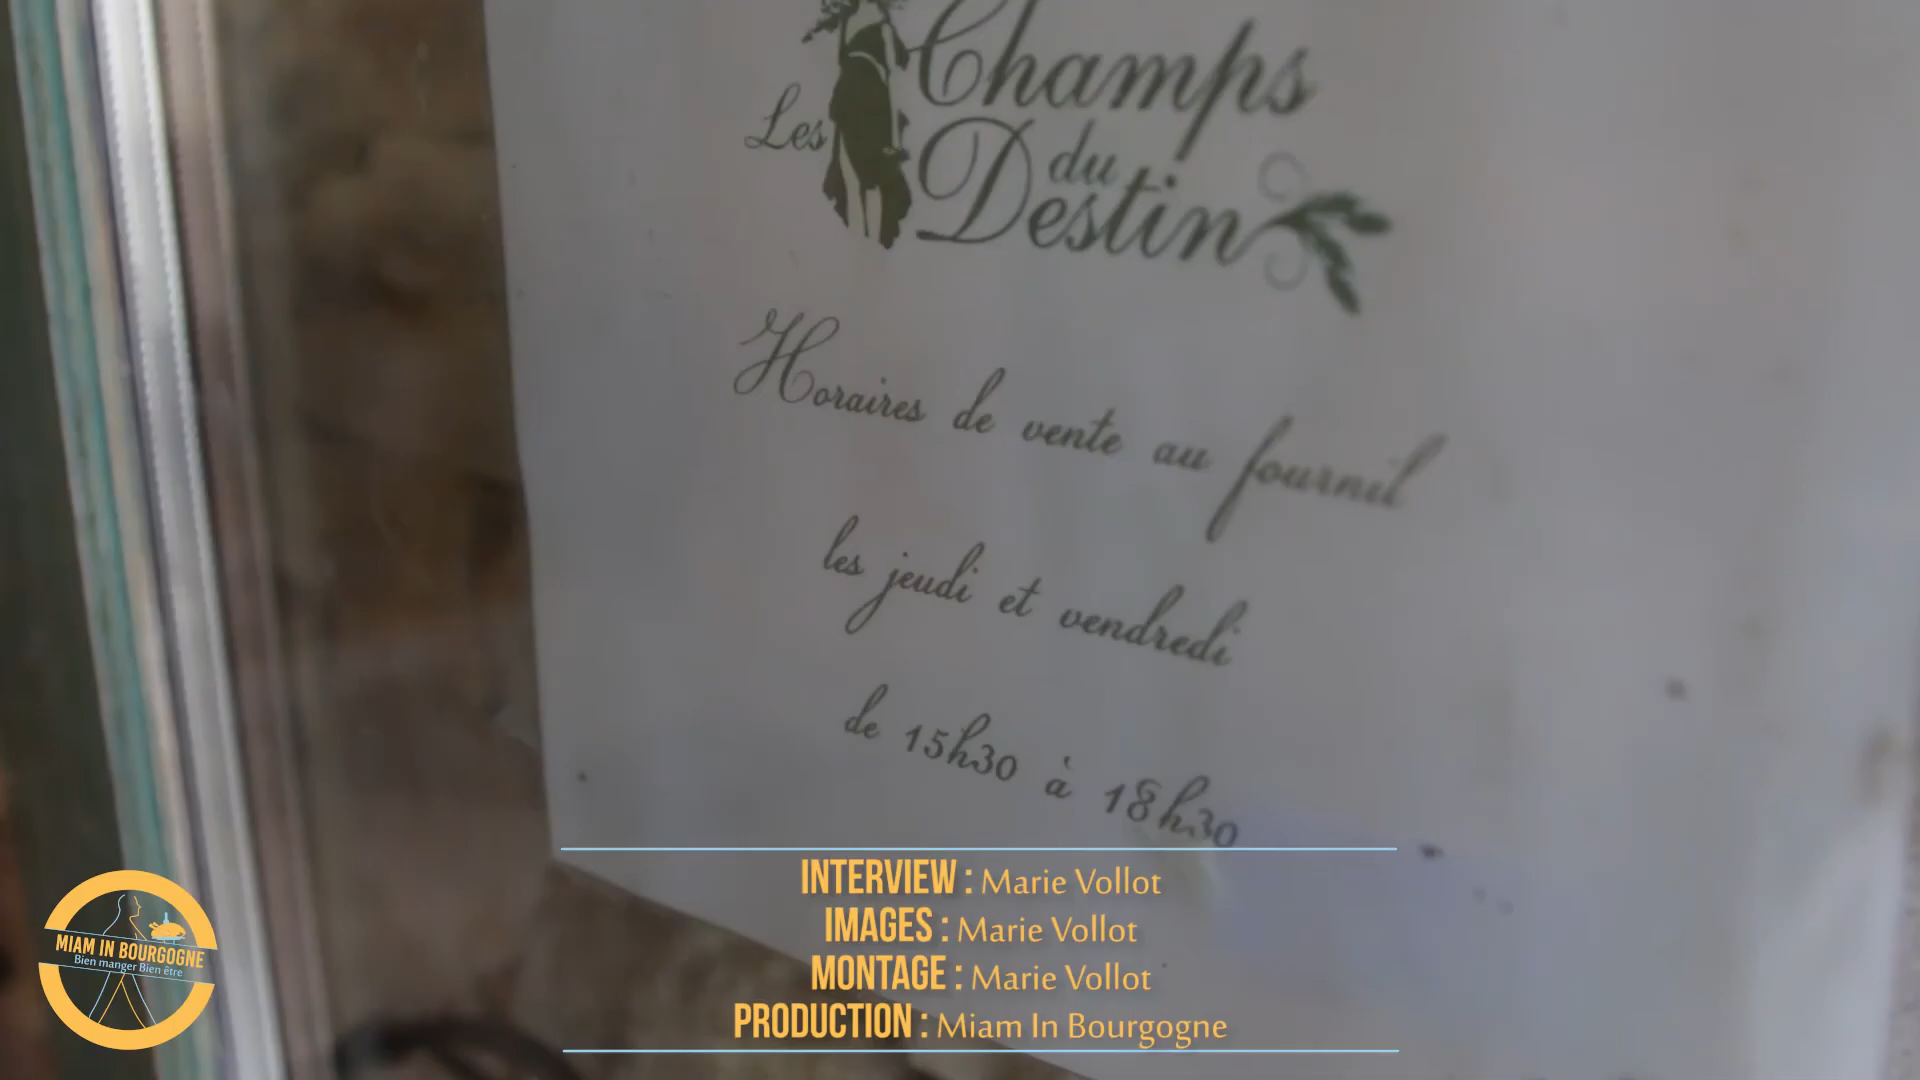 Champs
Les
du
Destin
Horaires de vente au fournil
les jeudi et vendredi
de 15h30 à 18h30
INTERVIEW : Marie Vollot
IMAGES : Marie Vollot
MONTAGE : Marie Vollot
PRODUCTION : Miam In Bourgogne
MIAM IN BOURGOGNE
Bien manger Bien être